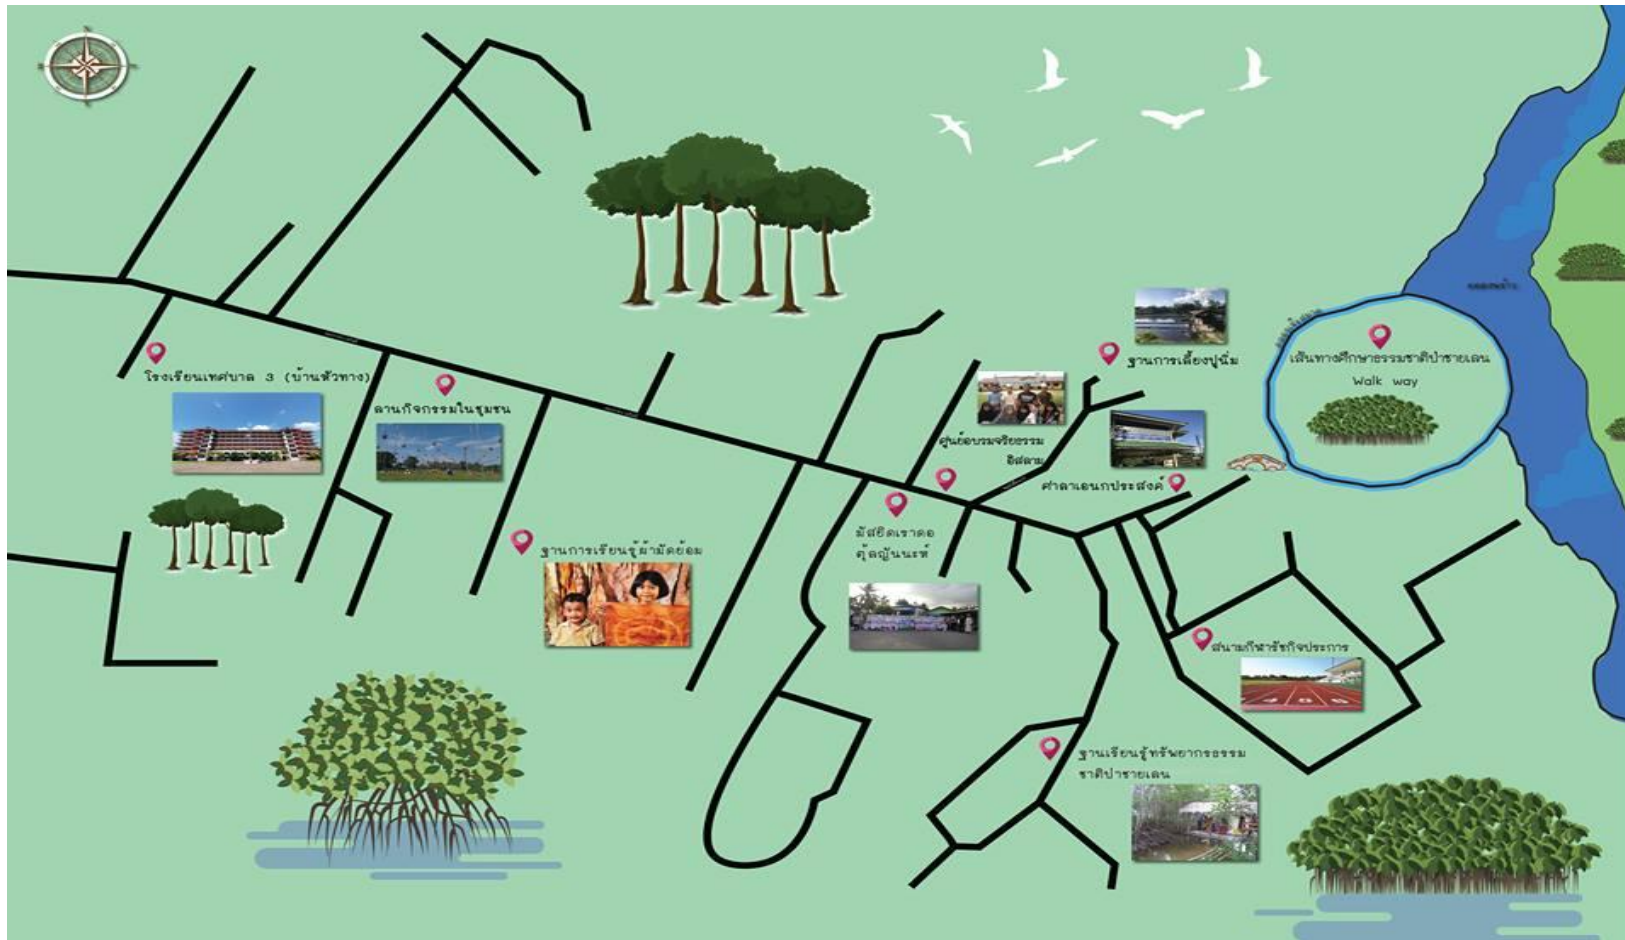 โรงเรียนเทศบาล 3 (บ้านหัวทาง)
ลานกิจกรรมในชุมชน
ฐานการเรียนรู้ผ้ามัดย้อม
มัสยิดเราดอ
ตุ้ลญันนะห์
ศูนย์อบรมจริยธรรม
อิสลาม
ฐานการเลี้ยงปูนิ่ม
ศาลาเอนกประสงค์
เส้นทางศึกษาธรรมชาติป่าชายเลน
Walk way
สนามกีฬารัชกิจประการ
ฐานเรียนรู้ทรัพยากรธรรม
ชาติป่าชายเลน